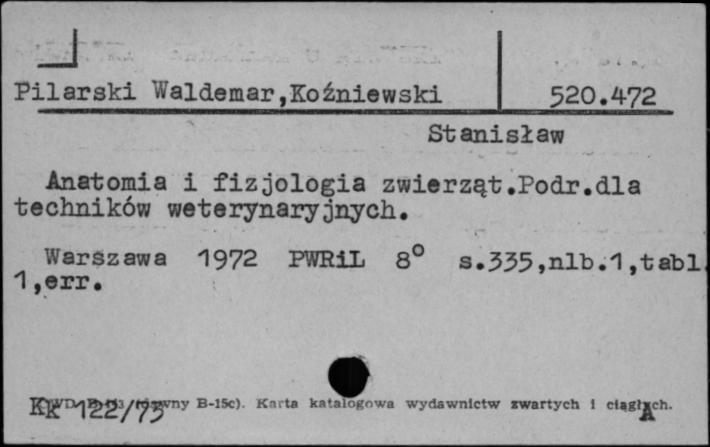 Pilarski Waldemar,Koźniewski 520.472
Stanisław
Anatomia i fizjologia zwierząt.Podr.dla
techników weterynaryjnych.
Warszawa 1972 PWRiL 8° s.335,nlb.1,tabl.
1,err.
Kk 122/73 B-15c). Karta katalogowa wydawnictw zwartych i ciągłych.
A